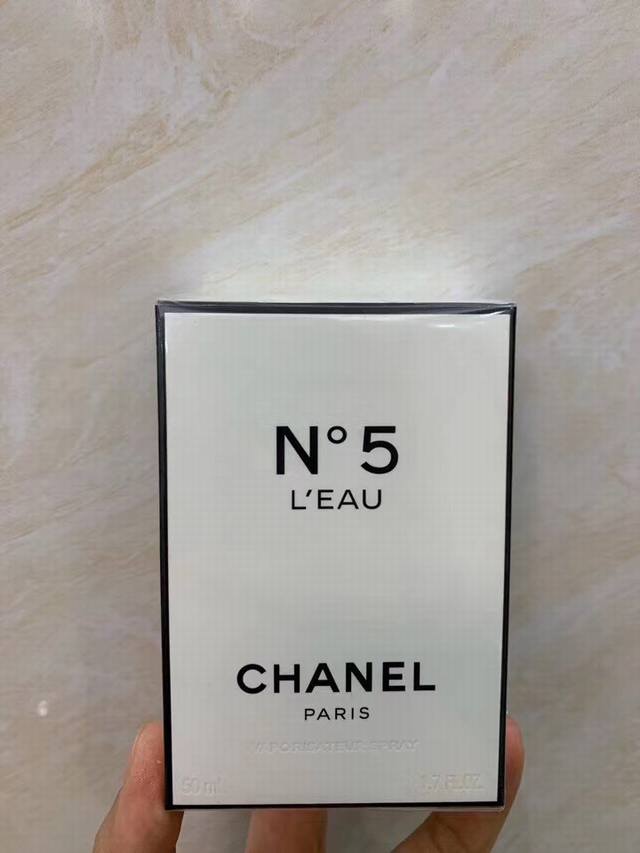 N°5
L'EAU
CHANEL
PARIS
VAPORISATEUR SPRAY
50 ml 1.7 FL.OZ.